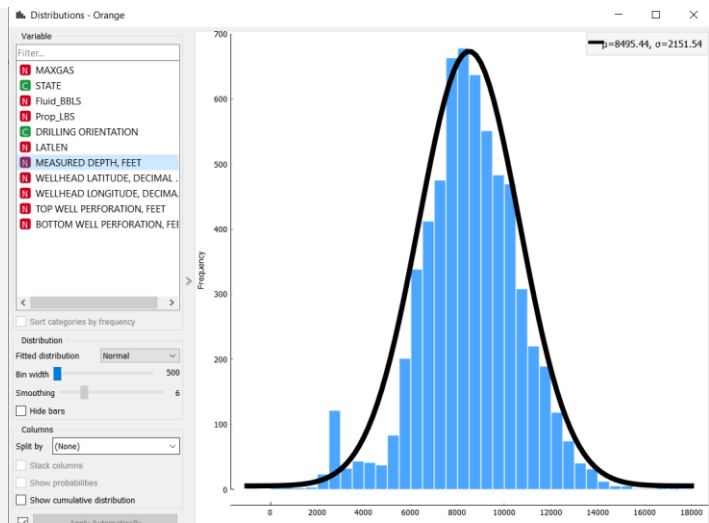 Distributions - Orange
Variable
Filter...
N MAXGAS
C STATE
N Fluid_BBLS
N Prop_LBS
C DRILLING ORIENTATION
N LATLEN
N MEASURED DEPTH, FEET
N WELLHEAD LATITUDE, DECIMAL .
N WELLHEAD LONGITUDE, DECIMA.
N TOP WELL PERFORATION, FEET
N BOTTOM WELL PERFORATION, FEE
Sort categories by frequency
Distribution
Fitted distribution Normal
Bin width 500
Smoothing 6
Hide bars
Columns
Split by (None)
Stack columns
Show probabilities
Show cumulative distribution
Apply Automatically
μ=8495.44, σ=2151.54
700
600
500
400
300
200
100
0
Frequency
0 2000 4000 6000 8000 10000 12000 14000 16000 18000